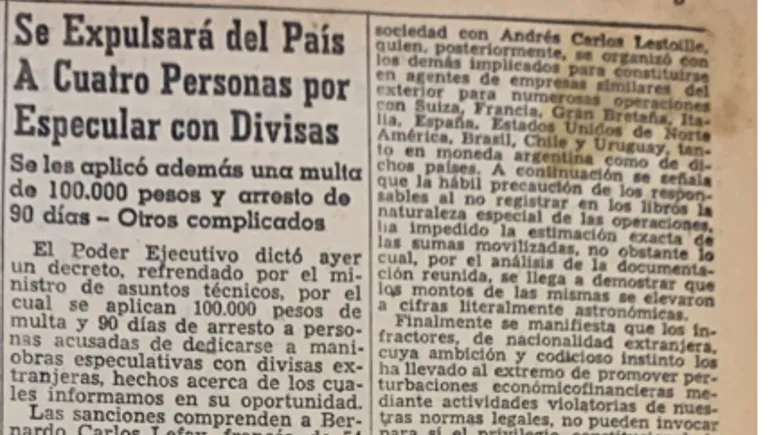 Se Expulsará del País
A Cuatro Personas por
Especular con Divisas
Se les aplicó además una multa
de 100.000 pesos y arresto de
90 días – Otros complicados
El Poder Ejecutivo dictó ayer
un decreto, refrendado por el mi-
nistro de asuntos técnicos, por el
cual se aplican 100.000 pesos de
multa y 90 días de arresto a perso-
nas acusadas de dedicarse a mani-
obras especulativas con divisas ex-
tranjeras, hechos acerca de los cua-
les informamos en su oportunidad.
Las sanciones comprenden a Ber-
nardo Carlos
sociedad con Andrés Carlos Lestoille,
quien, posteriormente, se organizó con
los demás implicados para constituirse
en agentes de empresas similares del
exterior para numerosas operaciones
con Suiza, Francia, Gran Bretaña, Ita-
lia, España, Estados Unidos de Norte
América, Brasil, Chile y Uruguay, tan-
to en moneda argentina como de di-
chos países. A continuación se señala
que la hábil precaución de los respon-
sables al no registrar en los libros la
naturaleza especial de las operaciones,
ha impedido la estimación exacta de
las sumas movilizadas, no obstante lo
cual, por el análisis de la documenta-
ción reunida, se llega a demostrar que
los montos de las mismas se elevaron
a cifras literalmente astronómicas.
Finalmente se manifiesta que los in-
fractores, de nacionalidad extranjera,
cuya ambición y codicioso instinto los
ha llevado al extremo de promover per-
turbaciones económicofinancieras me-
diante actividades violatorias de nues-
tras normas legales, no pueden invocar
para sí el privilegio